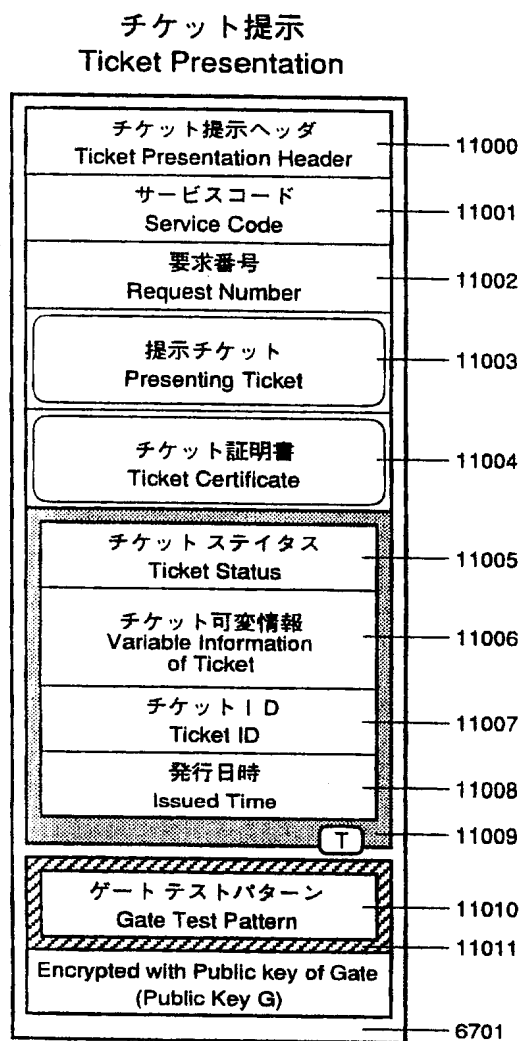 チケット提示
Ticket Presentation
チケット提示ヘッダ
Ticket Presentation Header
11000
サービスコード
Service Code
11001
要求番号
Request Number
11002
提示チケット
Presenting Ticket
11003
チケット証明書
Ticket Certificate
11004
チケット ステイタス
Ticket Status
11005
チケット可変情報
Variable Information
of Ticket
11006
チケットID
Ticket ID
11007
発行日時
Issued Time
11008
T
11009
ゲート テストパターン
Gate Test Pattern
11010
11011
Encrypted with Public key of Gate
(Public Key G)
6701